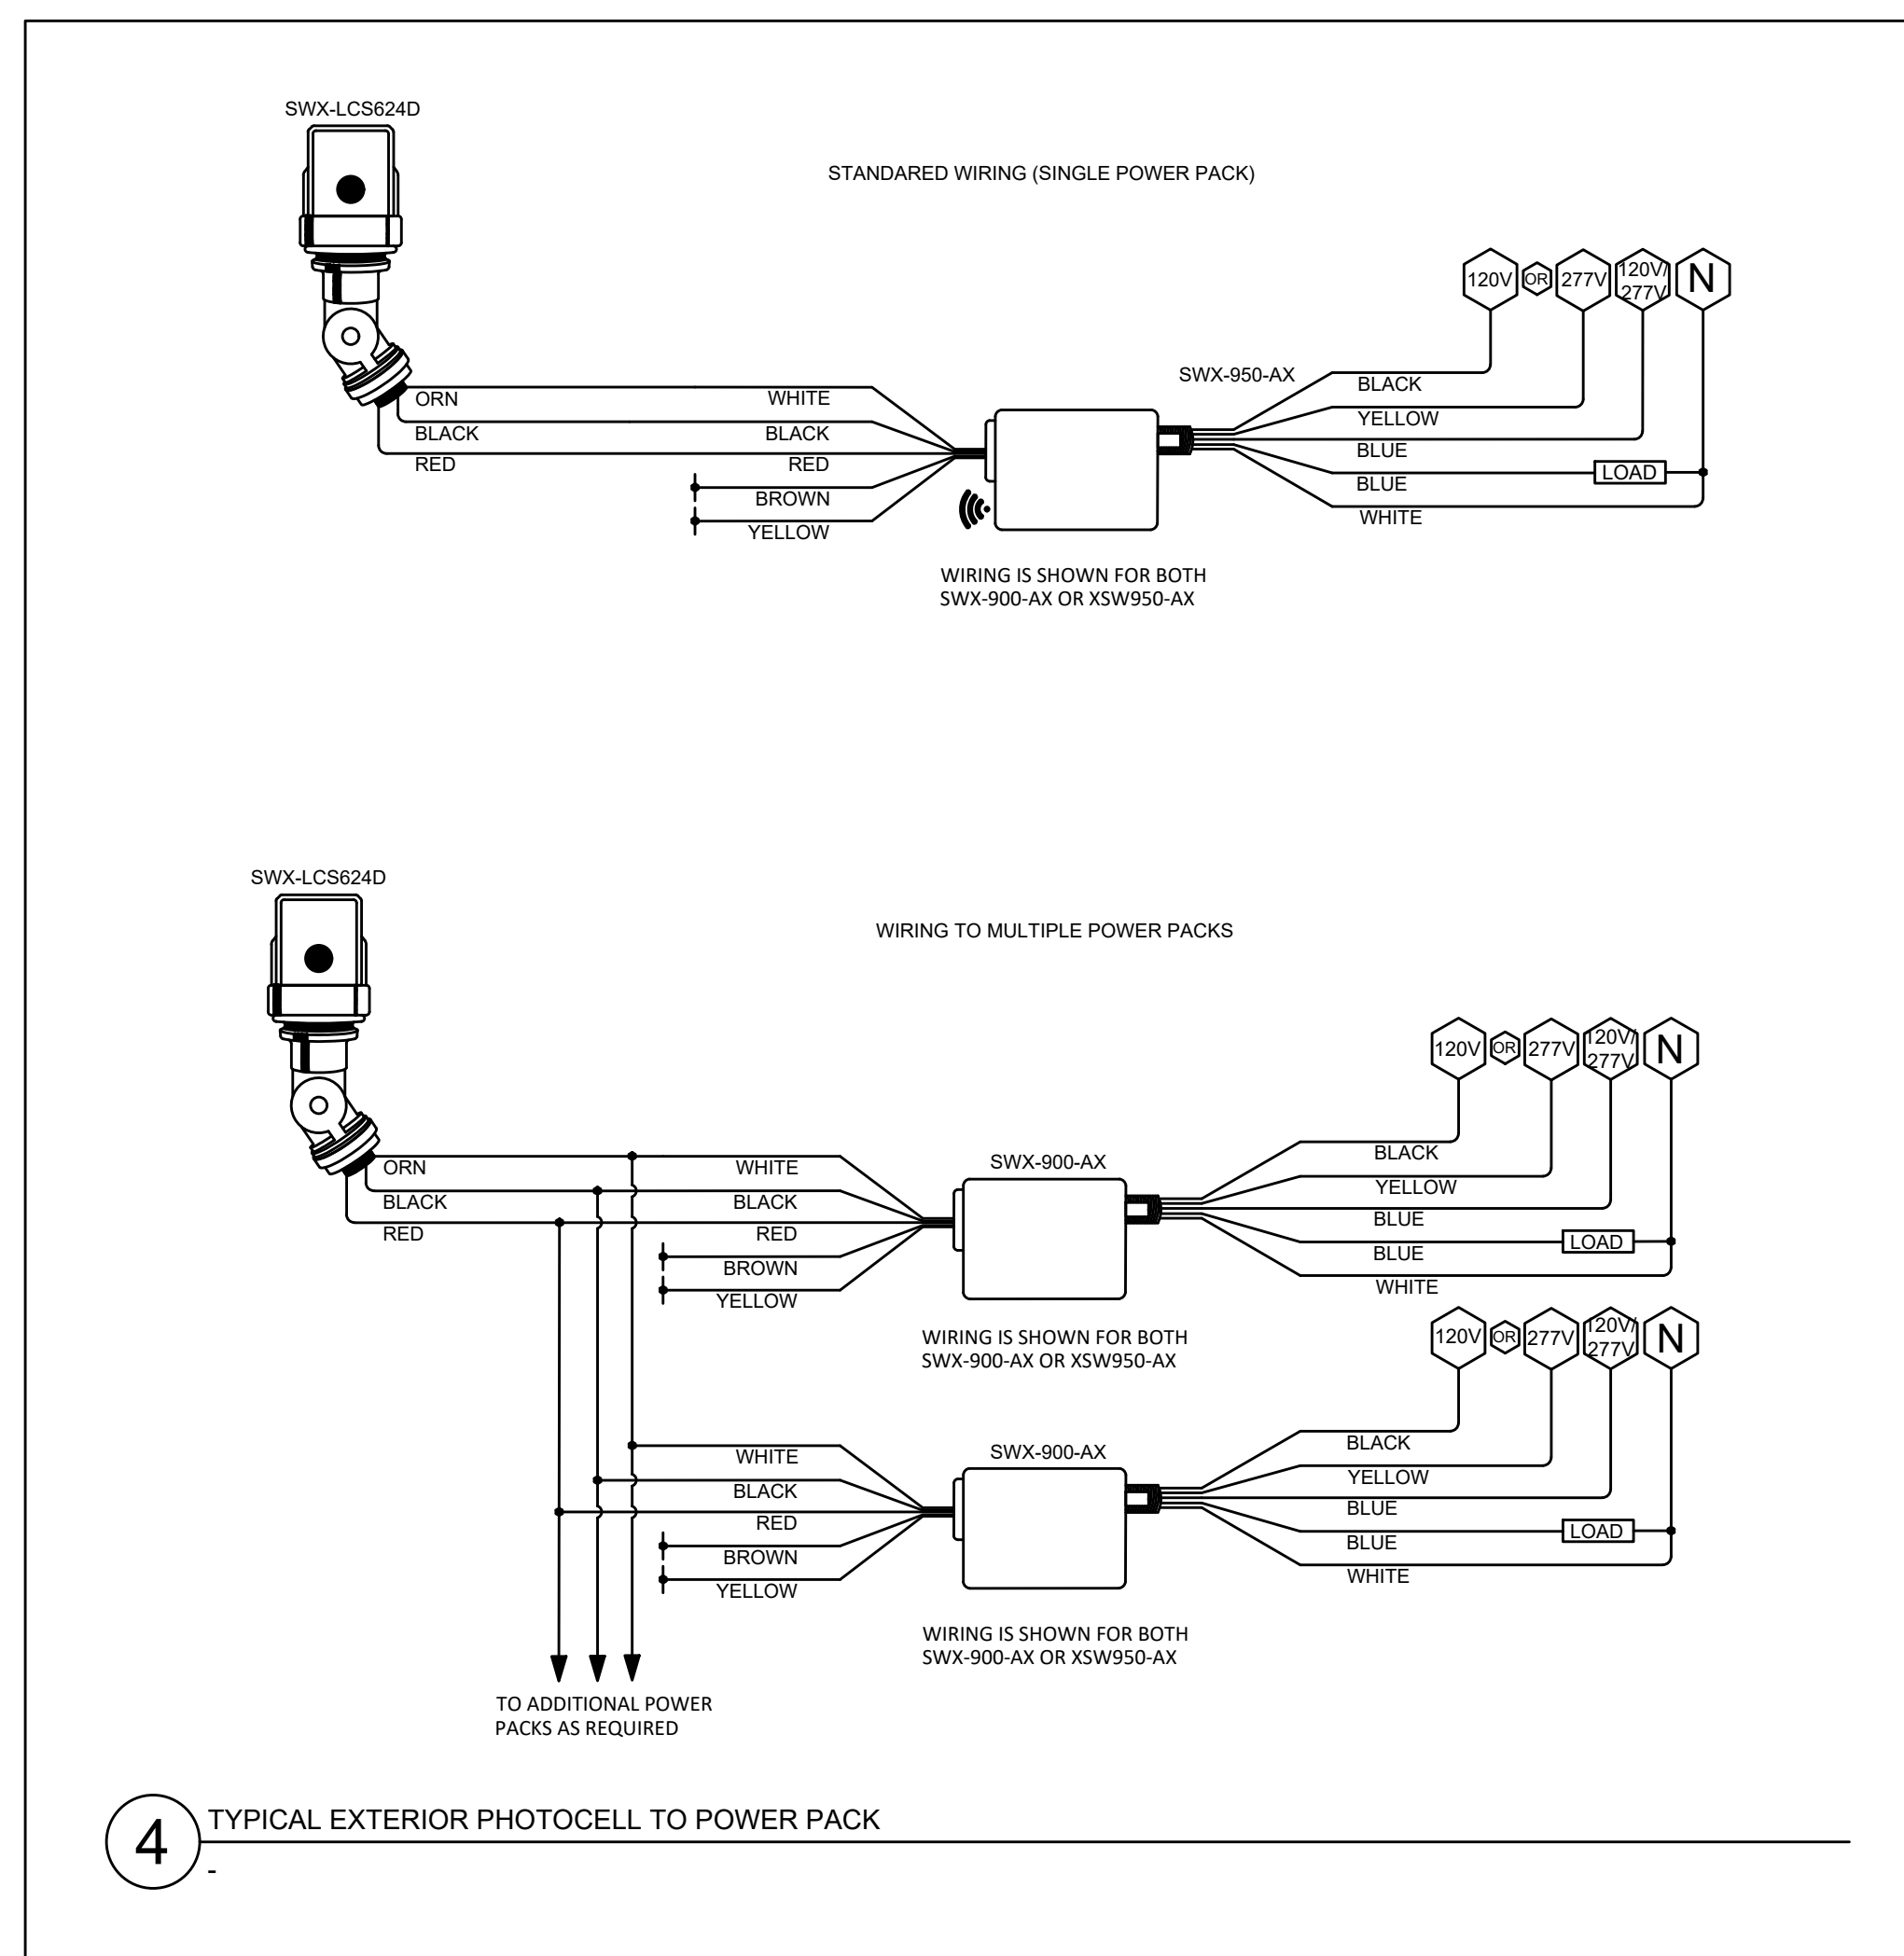 SWX-LCS624D
STANDARED WIRING (SINGLE POWER PACK)
120V OR 277V 120V/ N
277V
SWX-950-AX
BLACK
ORN WHITE
YELLOW
BLACK BLACK
BLUE
RED RED
LOAD
BLUE
BROWN
WHITE
YELLOW
WIRING IS SHOWN FOR BOTH
SWX-900-AX OR XSW950-AX
SWX-LCS624D
WIRING TO MULTIPLE POWER PACKS
120V OR 277V 120V/ N
277V
BLACK
ORN WHITE SWX-900-AX
YELLOW
BLACK BLACK
BLUE
RED RED
LOAD
BLUE
BROWN
WHITE
YELLOW
WIRING IS SHOWN FOR BOTH
SWX-900-AX OR XSW950-AX
120V OR 277V 120V/ N
277V
BLACK
WHITE SWX-900-AX
YELLOW
BLACK
BLUE
RED
LOAD
BLUE
BROWN
WHITE
YELLOW
WIRING IS SHOWN FOR BOTH
SWX-900-AX OR XSW950-AX
TO ADDITIONAL POWER
PACKS AS REQUIRED
4 TYPICAL EXTERIOR PHOTOCELL TO POWER PACK
-